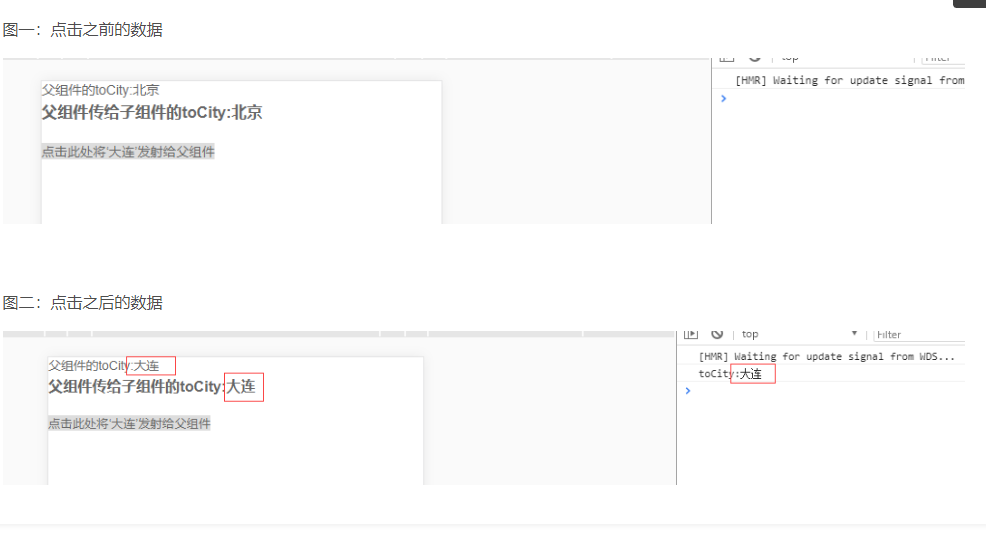 图一：点击之前的数据
top
Filter
父组件的toCity:北京
[HMR] Waiting for update signal from
父组件传给子组件的toCity:北京
点击此处将'大连'发射给父组件
图二：点击之后的数据
top
Filter
[HMR] Waiting for update signal from WDS...
父组件的toCity:大连
toCity:大连
父组件传给子组件的toCity:大连
点击此处将'大连'发射给父组件